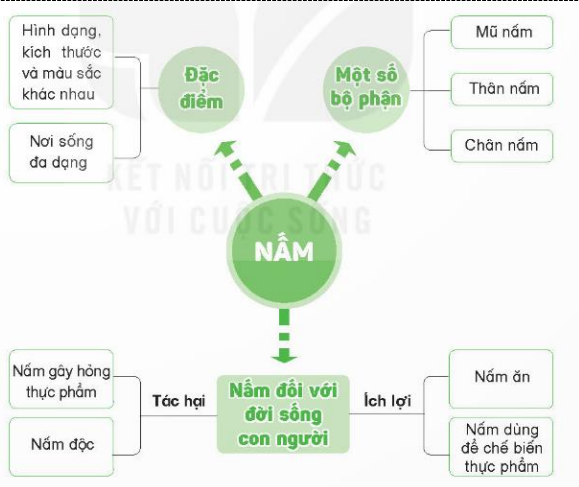 Hình dạng,
kích thước
và màu sắc
khác nhau
Nơi sống
đa dạng
Đặc
điểm
Một số
bộ phận
Mũ nấm
Thân nấm
Chân nấm
KẾT NỐI TRI THỨC
VỚI CUỘC SỐNG
NẤM
Nấm gây hỏng
thực phẩm
Nấm độc
Tác hại
Nấm đối với
đời sống
con người
Ích lợi
Nấm ăn
Nấm dùng
để chế biến
thực phẩm